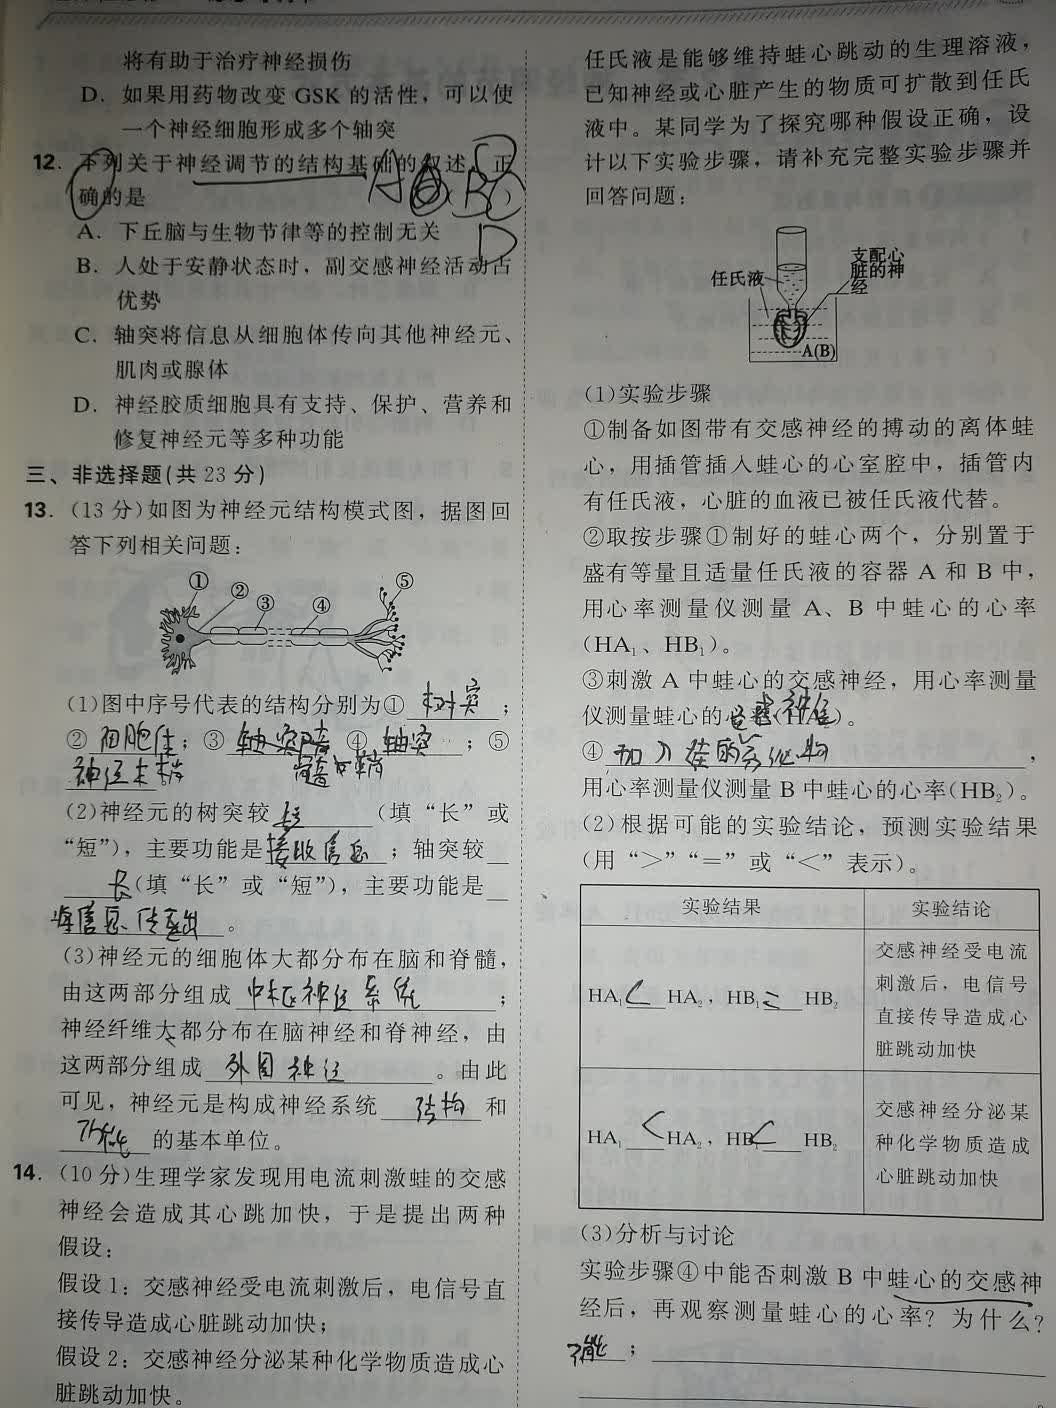 将有助于治疗神经损伤
D. 如果用药物改变 GSK 的活性，可以使
一个神经细胞形成多个轴突
12. 下列关于神经调节的结构基础的叙述，正
确的是
A. 下丘脑与生物节律等的控制无关
B. 人处于安静状态时，副交感神经活动占
优势
C. 轴突将信息从细胞体传向其他神经元、
肌肉或腺体
D. 神经胶质细胞具有支持、保护、营养和
修复神经元等多种功能
三、非选择题(共 23 分)
13. (13 分)如图为神经元结构模式图，据图回
答下列相关问题：
① ② ③ ④ ⑤
(1)图中序号代表的结构分别为① 树突 ；
② 细胞体 ；③ 轴突 ④ 轴突 ；⑤
神经末梢
(2)神经元的树突较 短 (填“长”或
“短”)，主要功能是 接收信息 ；轴突较
长 (填“长”或“短”)，主要功能是
将信息传出 。
(3)神经元的细胞体大都分布在脑和脊髓，
由这两部分组成 中枢神经系统 ；
神经纤维大都分布在脑神经和脊神经，由
这两部分组成 外围神经 。由此
可见，神经元是构成神经系统 结构 和
功能 的基本单位。
14. (10 分)生理学家发现用电流刺激蛙的交感
神经会造成其心跳加快，于是提出两种
假设：
假设 1：交感神经受电流刺激后，电信号直
接传导造成心脏跳动加快；
假设 2：交感神经分泌某种化学物质造成心
脏跳动加快。
任氏液是能够维持蛙心跳动的生理溶液，
已知神经或心脏产生的物质可扩散到任氏
液中。某同学为了探究哪种假设正确，设
计以下实验步骤，请补充完整实验步骤并
回答问题：
任氏液
支配心
脏的神
经
A(B)
(1)实验步骤
①制备如图带有交感神经的搏动的离体蛙
心，用插管插入蛙心的心室腔中，插管内
有任氏液，心脏的血液已被任氏液代替。
②取按步骤①制好的蛙心两个，分别置于
盛有等量且适量任氏液的容器 A 和 B 中，
用心率测量仪测量 A、B 中蛙心的心率
(HA₁、HB₁)。
③刺激 A 中蛙心的交感神经，用心率测量
仪测量蛙心的心 )。
④ 加入 ，
用心率测量仪测量 B 中蛙心的心率(HB₂)。
(2)根据可能的实验结论，预测实验结果
(用“>”“=”或“<”表示)。
实验结果 实验结论
HA₁ < HA₂，HB₁ = HB₂
交感神经受电流
刺激后，电信号
直接传导造成心
脏跳动加快
HA₁ < HA₂，HB₁ < HB₂
交感神经分泌某
种化学物质造成
心脏跳动加快
(3)分析与讨论
实验步骤④中能否刺激 B 中蛙心的交感神
经后，再观察测量蛙心的心率？为什么？
不能 ；